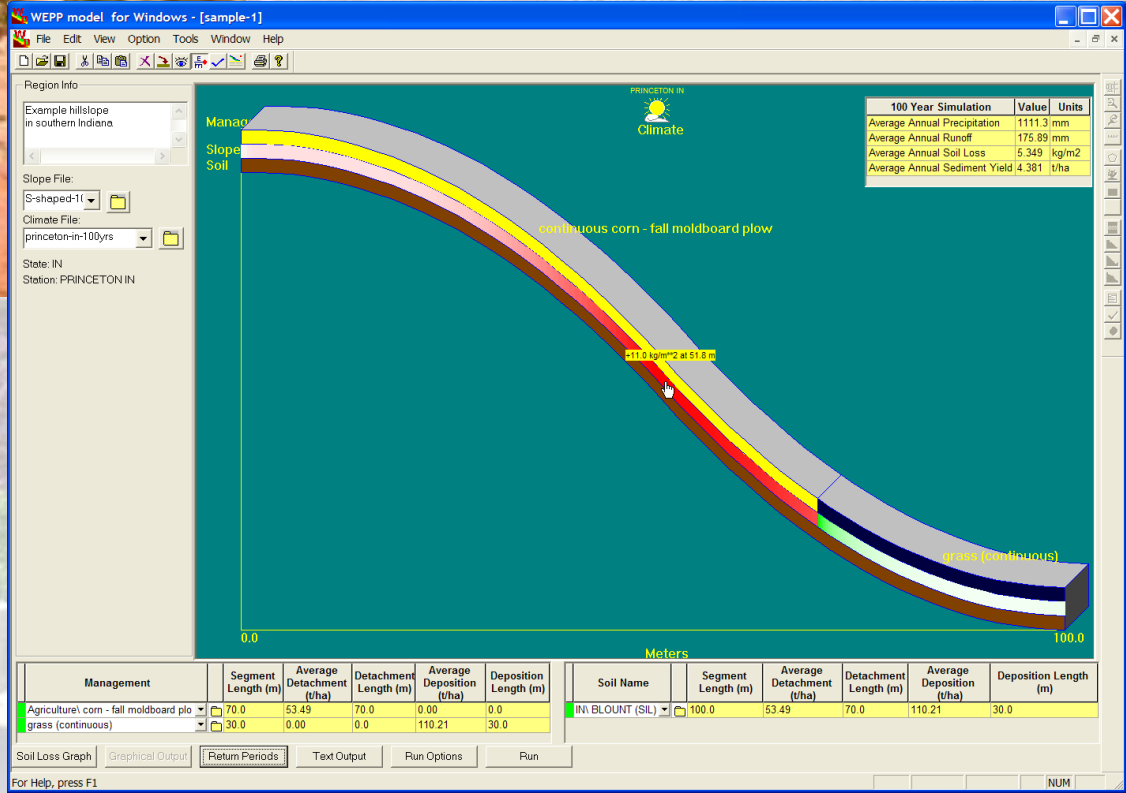 WEPP model for Windows - [sample-1]
File Edit View Option Tools Window Help
Region Info
Example hillslope
in southern Indiana
Slope File:
S-shaped-1(
Climate File:
princeton-in-100yrs
State: IN
Station: PRINCETON IN
PRINCETON IN
Climate
Manag
Slope
Soil
100 Year Simulation Value Units
Average Annual Precipitation 1111.3 mm
Average Annual Runoff 175.89 mm
Average Annual Soil Loss 5.349 kg/m2
Average Annual Sediment Yield 4.381 t/ha
continuous corn - fall moldboard plow
+11.0 kg/m**2 at 51.8 m
grass (continuous)
0.0 100.0
Meters
Management Segment Length (m) Average Detachment (t/ha) Detachment Length (m) Average Deposition (t/ha) Deposition Length (m)
Agriculture\ corn - fall moldboard plo 70.0 53.49 70.0 0.00 0.0
grass (continuous) 30.0 0.00 0.0 110.21 30.0
Soil Name Segment Length (m) Average Detachment (t/ha) Detachment Length (m) Average Deposition (t/ha) Deposition Length (m)
IN\ BLOUNT (SIL) 100.0 53.49 70.0 110.21 30.0
Soil Loss Graph Graphical Output Return Periods Text Output Run Options Run
For Help, press F1 NUM